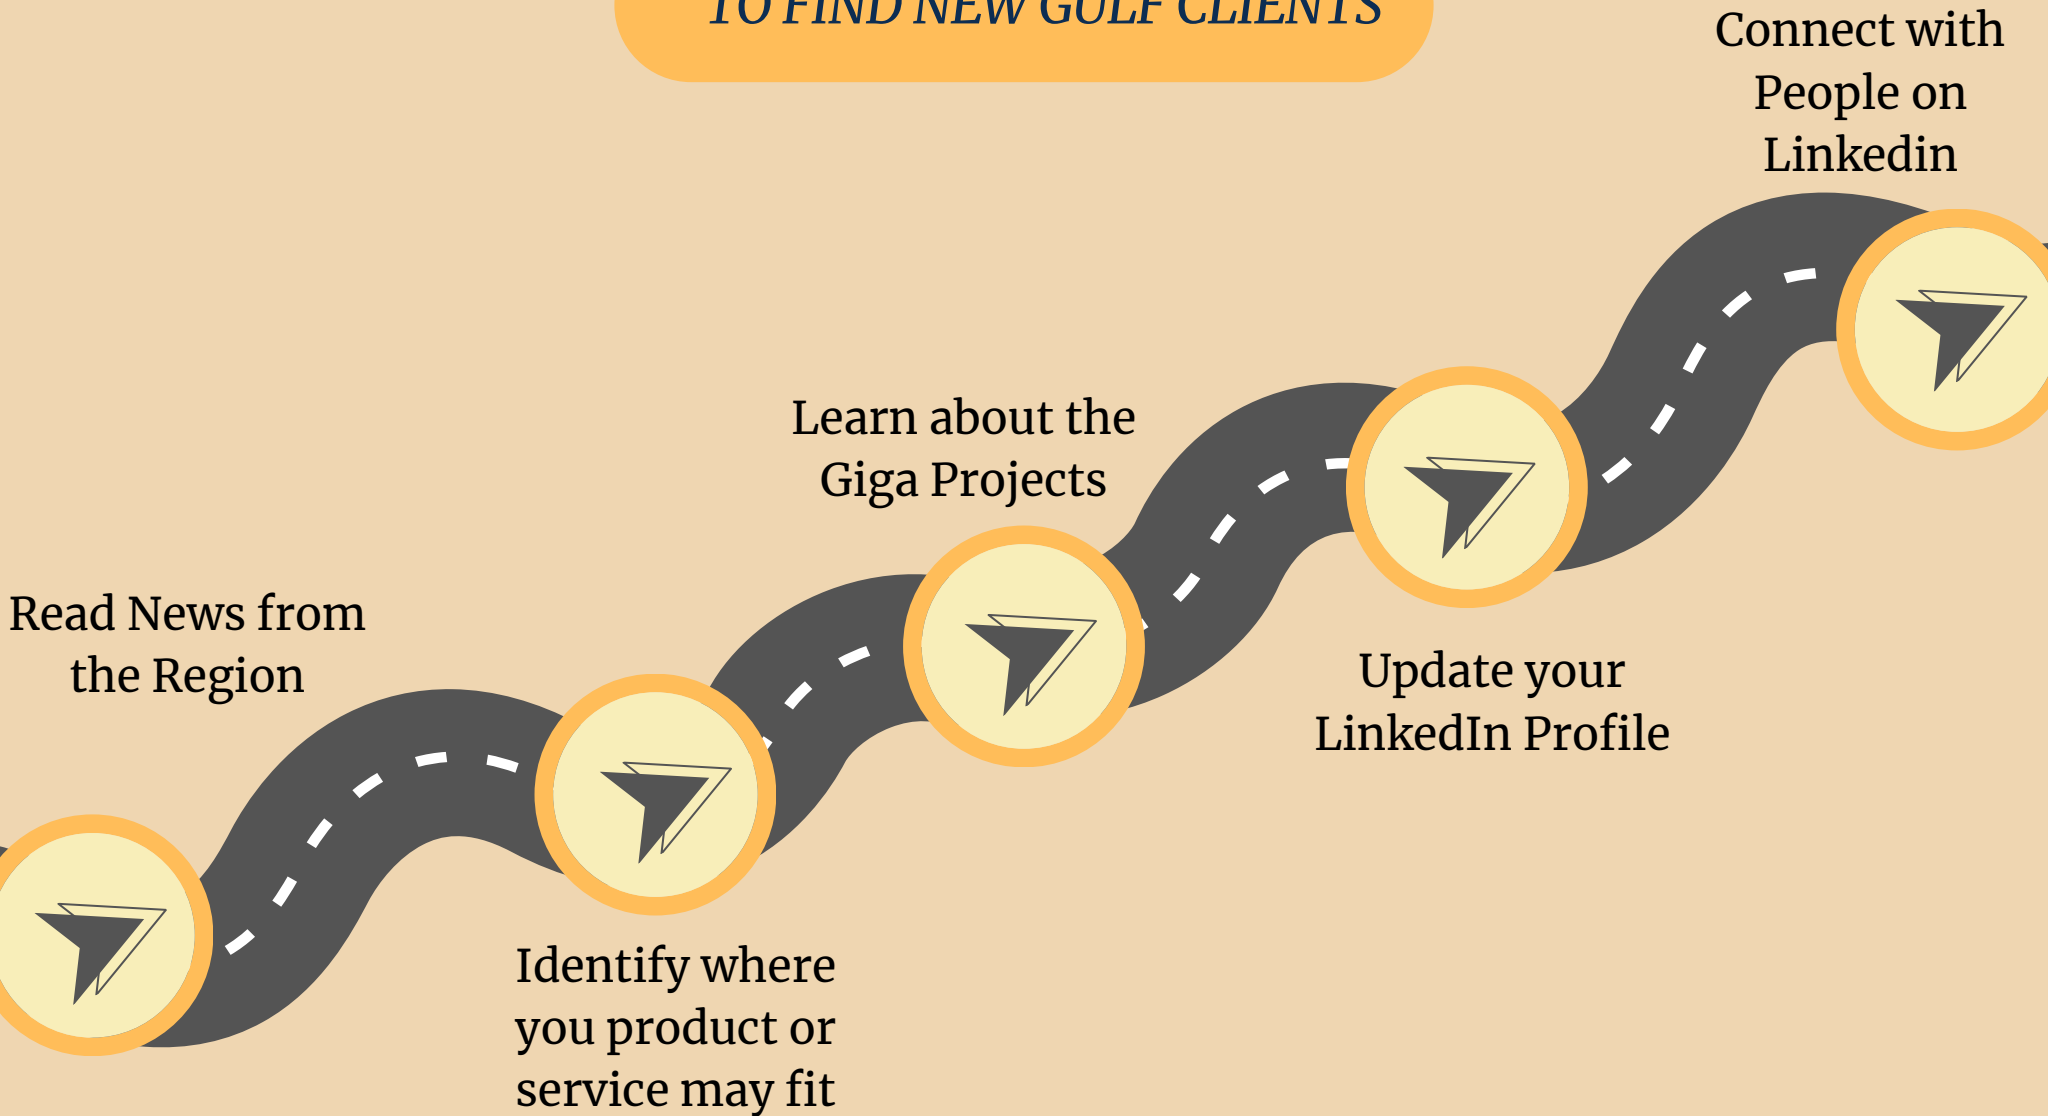 TO FIND NEW GULF CLIENTS
Connect with
People on
Linkedin
Learn about the
Giga Projects
Read News from
the Region
Update your
LinkedIn Profile
Identify where
you product or
service may fit